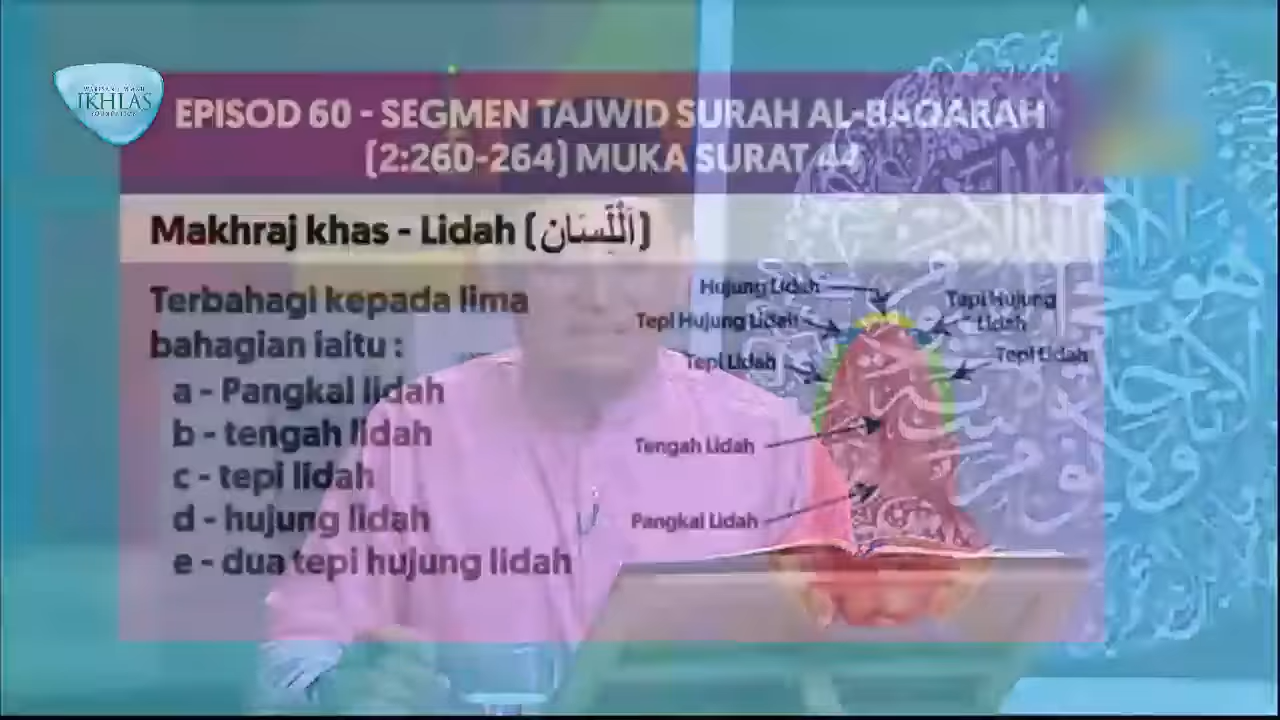 IKHLAS
FOUNDATION
EPISOD 60 - SEGMEN TAJWID SURAH AL-BAQARAH
(2:260-264) MUKA SURAT 44
Makhraj khas - Lidah (اَللِّسَان)
Terbahagi kepada lima
bahagian iaitu :
a - Pangkal lidah
b - tengah lidah
c - tepi lidah
d - hujung lidah
e - dua tepi hujung lidah
Hujung Lidah
Tepi Hujung Lidah
Tepi Hujung
Lidah
Tepi Lidah
Tepi Lidah
Tengah Lidah
Pangkal Lidah